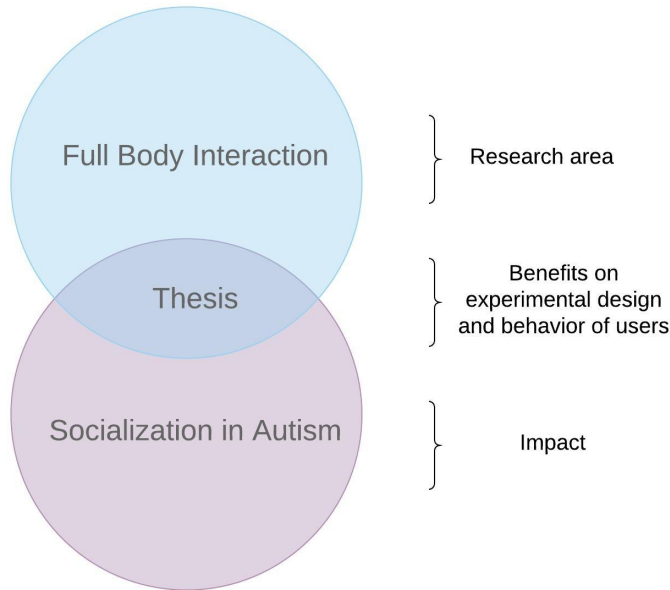 Full Body Interaction
Research area
Thesis
Benefits on
experimental design
and behavior of users
Socialization in Autism
Impact